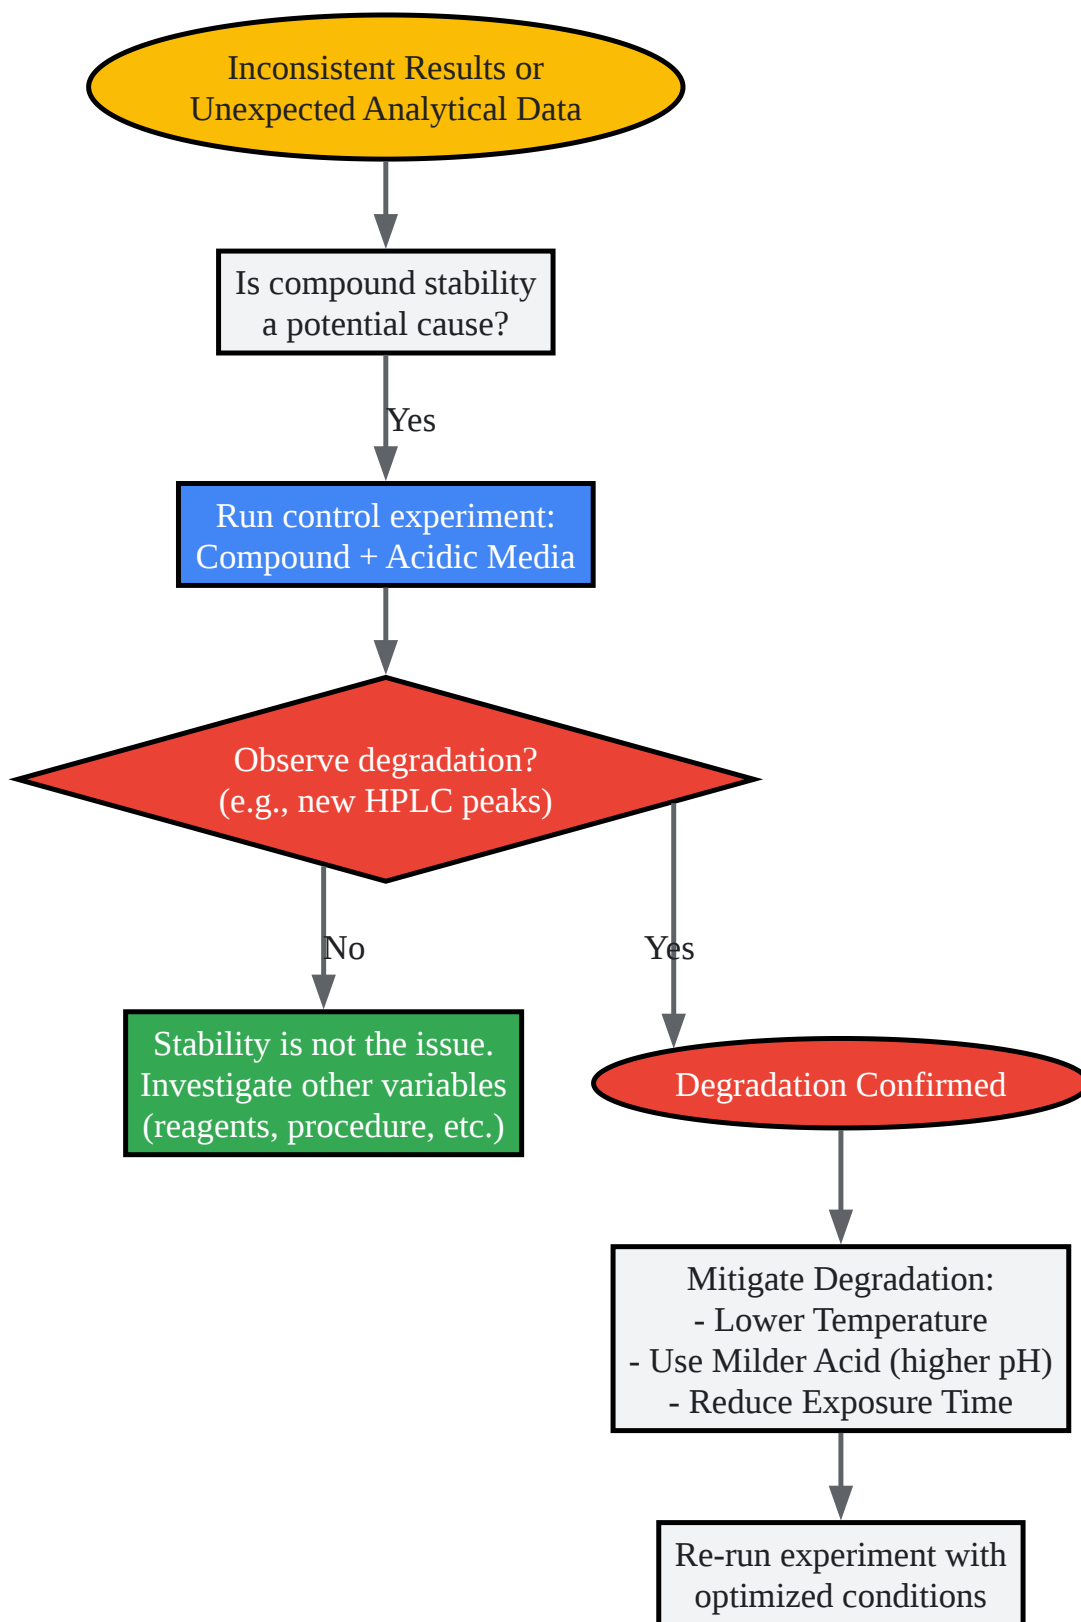 Inconsistent Results or
Unexpected Analytical Data
Is compound stability
a potential cause?
Yes
Run control experiment:
Compound + Acidic Media
Observe degradation?
(e.g., new HPLC peaks)
No
Yes
Stability is not the issue.
Investigate other variables
(reagents, procedure, etc.)
Degradation Confirmed
Mitigate Degradation:
- Lower Temperature
- Use Milder Acid (higher pH)
- Reduce Exposure Time
Re-run experiment with
optimized conditions